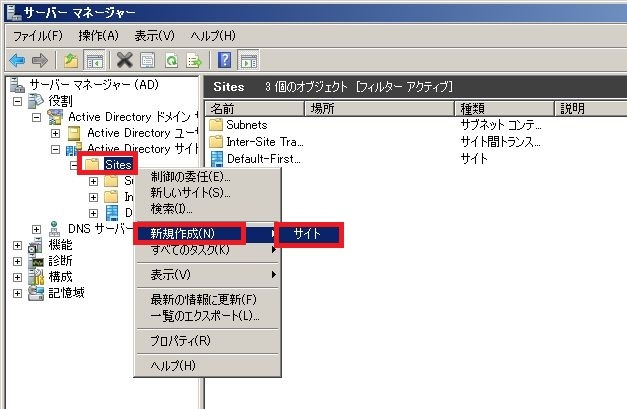 サーバー マネージャー
ファイル(F) 操作(A) 表示(V) ヘルプ(H)
サーバー マネージャー (AD)
役割
Active Directory ドメイン
Active Directory ユー
Active Directory サイト
Sites
Su
In
D
DNS サーバー
機能
診断
構成
記憶域
Sites 3 個のオブジェクト [フィルター アクティブ]
名前 場所 種類 説明
Subnets サブネット コンテ...
Inter-Site Tra... サイト間トランス...
Default-First... サイト
制御の委任(E)...
新しいサイト(S)...
検索(I)...
新規作成(N)
サイト
すべてのタスク(K)
表示(V)
最新の情報に更新(F)
一覧のエクスポート(L)...
プロパティ(R)
ヘルプ(H)